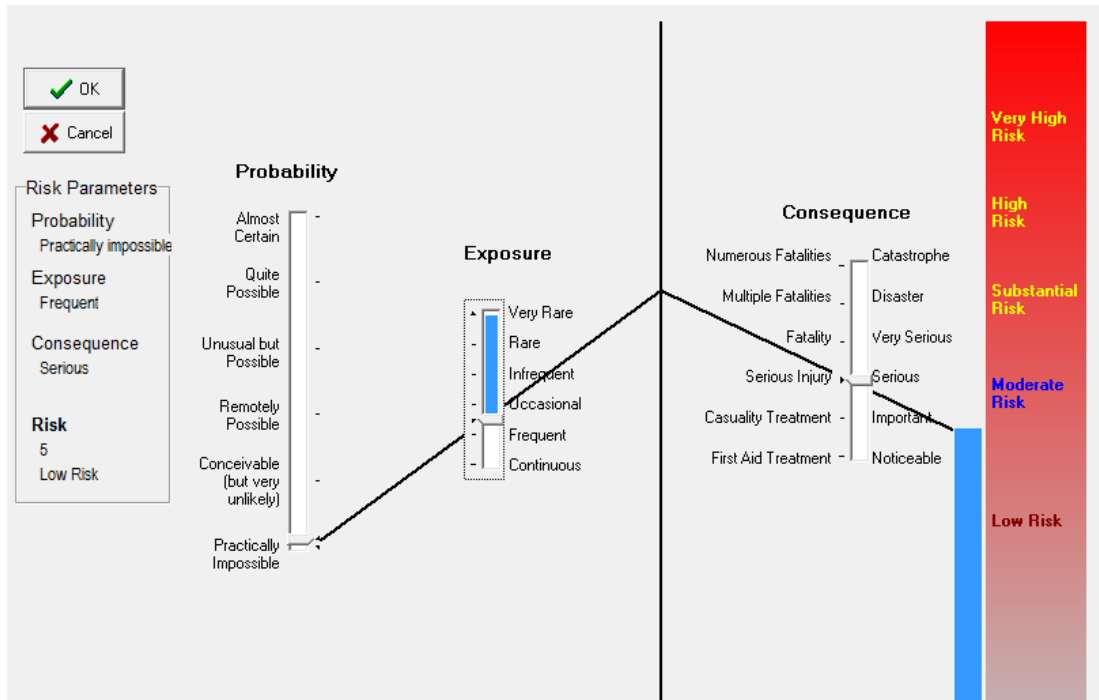 OK
Cancel
Risk Parameters
Probability
Practically impossible
Exposure
Frequent
Consequence
Serious
Risk
5
Low Risk
Probability
Almost
Certain
Quite
Possible
Unusual but
Possible
Remotely
Possible
Conceivable
(but very
unlikely)
Practically
Impossible
Exposure
Very Rare
Rare
Infrequent
Occasional
Frequent
Continuous
Consequence
Numerous Fatalities
Catastrophe
Multiple Fatalities
Disaster
Fatality
Very Serious
Serious Injury
Serious
Casuality Treatment
Important
First Aid Treatment
Noticeable
Very High
Risk
High
Risk
Substantial
Risk
Moderate
Risk
Low Risk